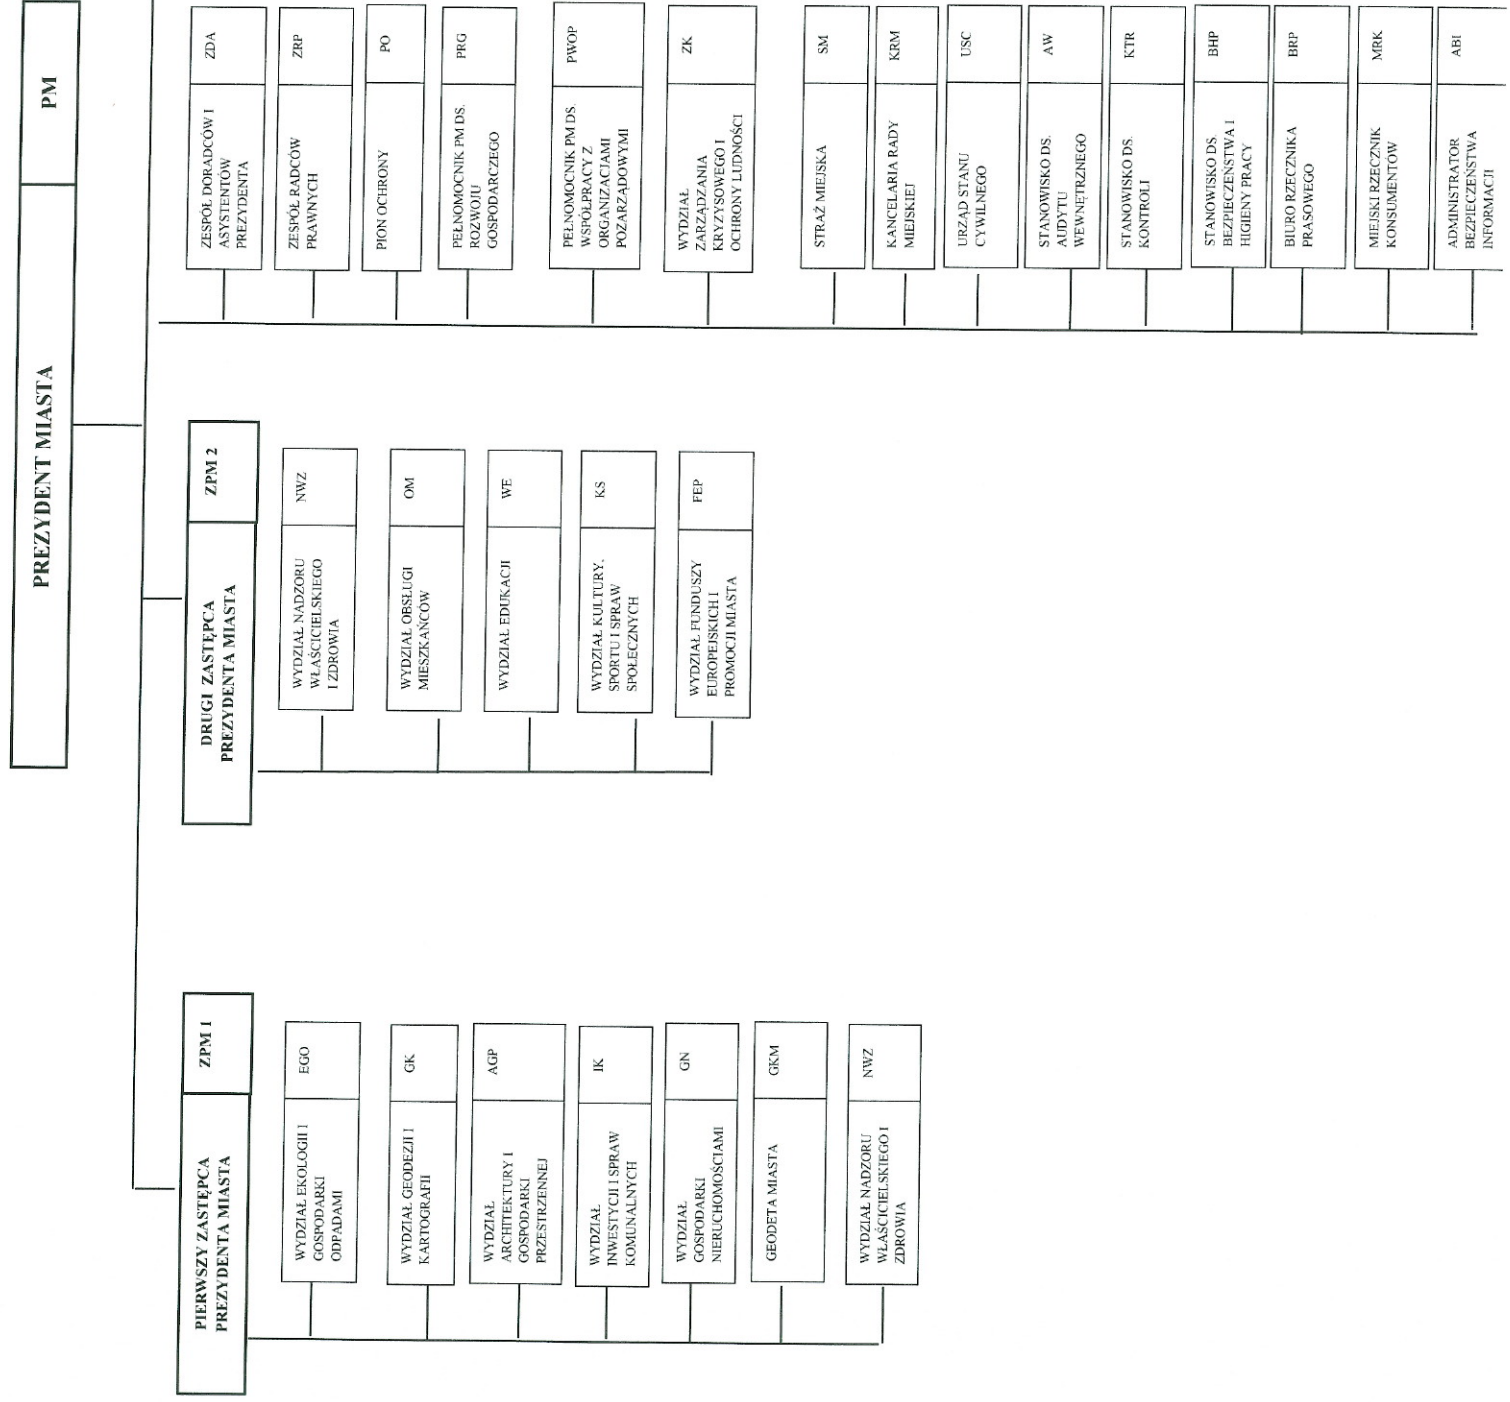 PREZYDENT MIASTA
PM
PIERWSZY ZASTĘPCA
PREZYDENTA MIASTA
ZPM 1
WYDZIAŁ EKOLOGII I
GOSPODARKI
ODPADAMI
EGO
WYDZIAŁ GEODEZJI I
KARTOGRAFII
GK
WYDZIAŁ
ARCHITEKTURY I
GOSPODARKI
PRZESTRZENNEJ
AGP
WYDZIAŁ
INWESTYCJI I SPRAW
KOMUNALNYCH
IK
WYDZIAŁ
GOSPODARKI
NIERUCHOMOŚCIAMI
GN
GEODETA MIASTA
GKM
WYDZIAŁ NADZORU
WŁAŚCICIELSKIEGO I
ZDROWIA
NWZ
DRUGI ZASTĘPCA
PREZYDENTA MIASTA
ZPM 2
WYDZIAŁ NADZORU
WŁAŚCICIELSKIEGO
I ZDROWIA
NWZ
WYDZIAŁ OBSŁUGI
MIESZKAŃCÓW
OM
WYDZIAŁ EDUKACJI
WE
WYDZIAŁ KULTURY.
SPORTU I SPRAW
SPOŁECZNYCH
KS
WYDZIAŁ FUNDUSZY
EUROPEJSKICH I
PROMOCJI MIASTA
FEP
ZESPÓŁ DORADCÓW I
ASYSTENTÓW
PREZYDENTA
ZDA
ZESPÓŁ RADCÓW
PRAWNYCH
ZRP
PION OCHRONY
PO
PEŁNOMOCNIK PM DS.
ROZWOJU
GOSPODARCZEGO
PRG
PEŁNOMOCNIK PM DS.
WSPÓŁPRACY Z
ORGANIZACJAMI
POZARZĄDOWYMI
PWOP
WYDZIAŁ
ZARZĄDZANIA
KRYZYSOWEGO I
OCHRONY LUDNOŚCI
ZK
STRAŻ MIEJSKA
SM
KANCELARIA RADY
MIEJSKIEJ
KRM
URZĄD STANU
CYWILNEGO
USC
STANOWISKO DS.
AUDYTU
WEWNĘTRZNEGO
AW
STANOWISKO DS.
KONTROLI
KTR
STANOWISKO DS.
BEZPIECZEŃSTWA I
HIGIENY PRACY
BHP
BIURO RZECZNIKA
PRASOWEGO
BRP
MIEJSKI RZECZNIK
KONSUMENTÓW
MRK
ADMINISTRATOR
BEZPIECZEŃSTWA
INFORMACJI
ABI